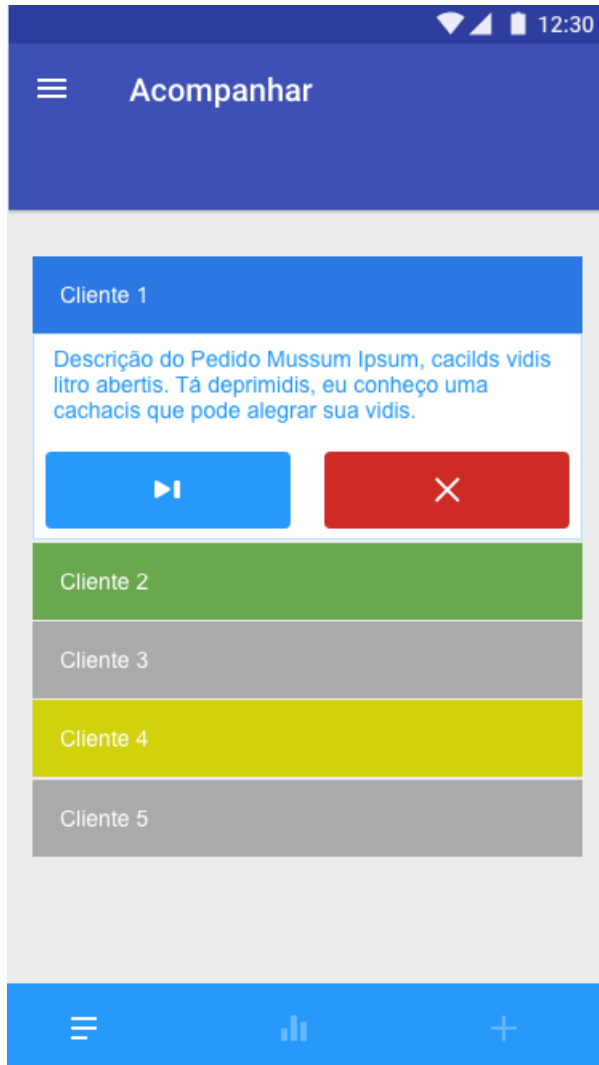 12:30
Acompanhar
Cliente 1
Descrição do Pedido Mussum Ipsum, cacilds vidis
litro abertis. Tá deprimidis, eu conheço uma
cachacis que pode alegrar sua vidis.
Cliente 2
Cliente 3
Cliente 4
Cliente 5